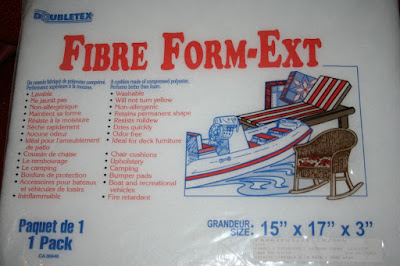 DOUBLETEX
FIBRE FORM-EXT
Un coussin fabriqué de polyester comprimé.
Performance supérieure à la mousse.
• Lavable
• Ne jaunit pas
• Non-allergénique
• Maintient sa forme
• Résiste à la moisissure
• Sèche rapidement
• Aucune odeur
• Idéal pour l'ameublement
de patio
• Coussin de chaise
• Le rembourrage
• Le camping
• Bordure de protection
• Accessoires pour bateaux
et véhicules de loisirs
• Ininflammable
A cushion made of compressed polyester.
Performs better than foam.
• Washable
• Will not turn yellow
• Non-allergenic
• Retains permanent shape
• Resists mildew
• Dries quickly
• Odor free
• Ideal for deck furniture
• Chair cushions
• Upholstery
• Camping
• Bumper pads
• Boat and recreational
vehicles
• Fire retardent
Paquet de 1
1 Pack
GRANDEUR
SIZE: 15" x 17" x 3"